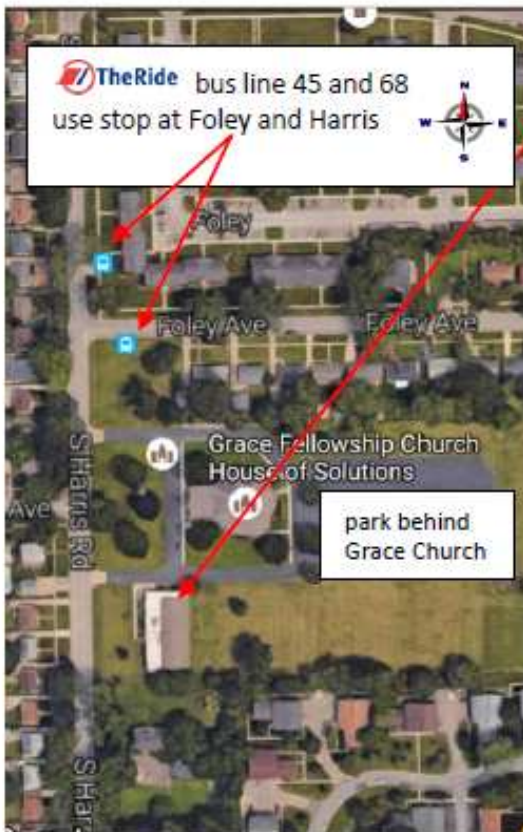 TheRide bus line 45 and 68
use stop at Foley and Harris
N
W E
S
Foley
Foley Ave Foley Ave
Grace Fellowship Church
House of Solutions
S Harris Rd
Ave
park behind
Grace Church
S Har